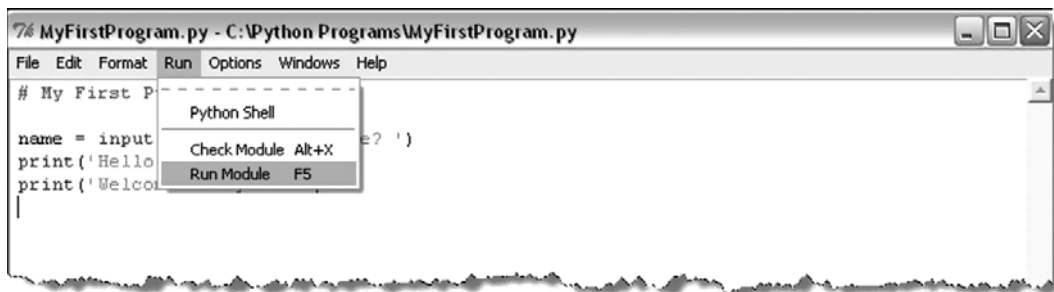 MyFirstProgram.py - C:\Python Programs\MyFirstProgram.py
File Edit Format Run Options Windows Help
# My First P
Python Shell
name = input e? ')
Check Module Alt+X
print('Hello
Run Module F5
print('Welcom